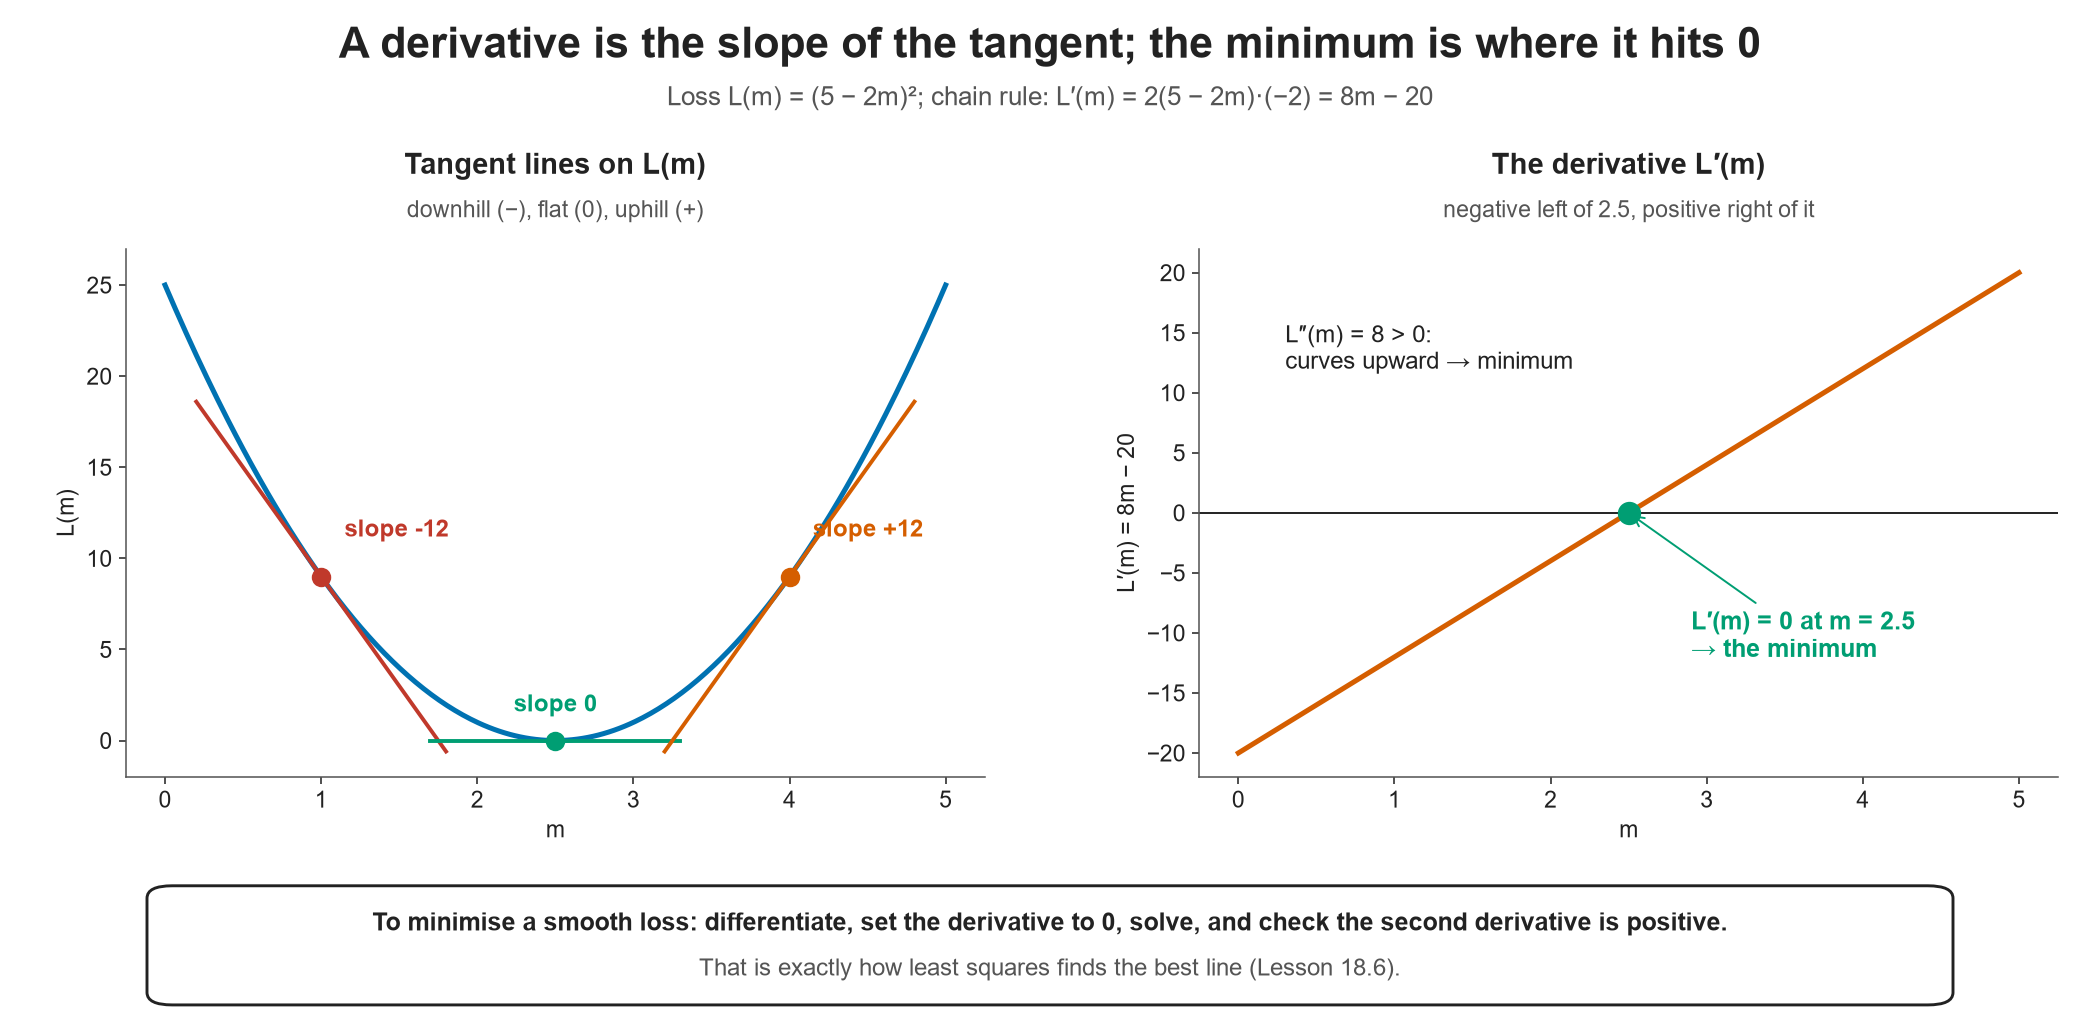 A derivative is the slope of the tangent; the minimum is where it hits 0
Loss L(m) = (5 − 2m)²; chain rule: L′(m) = 2(5 − 2m)·(−2) = 8m − 20
Tangent lines on L(m)
downhill (−), flat (0), uphill (+)
25
20
15
10
5
0
L(m)
slope -12
slope 0
slope +12
0 1 2 3 4 5
m
The derivative L′(m)
negative left of 2.5, positive right of it
20
15
10
5
0
−5
−10
−15
−20
L′(m) = 8m − 20
L″(m) = 8 > 0:
curves upward → minimum
L′(m) = 0 at m = 2.5
→ the minimum
0 1 2 3 4 5
m
To minimise a smooth loss: differentiate, set the derivative to 0, solve, and check the second derivative is positive.
That is exactly how least squares finds the best line (Lesson 18.6).